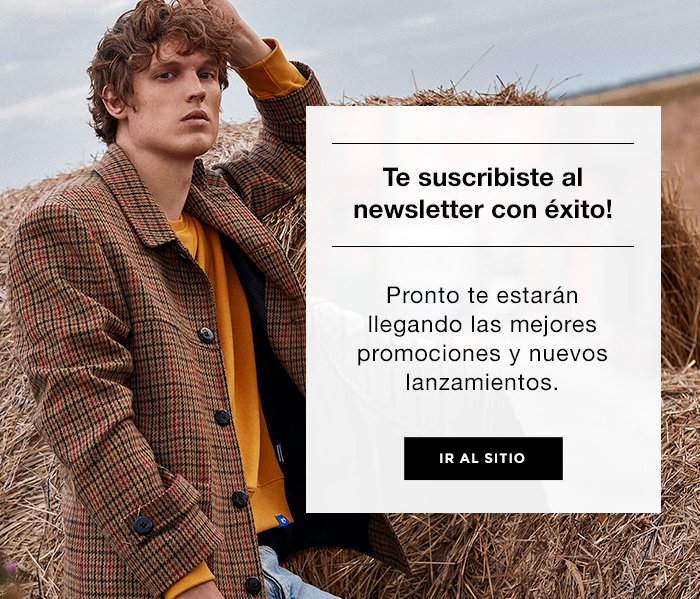 Te suscribiste al
newsletter con éxito!
Pronto te estarán
llegando las mejores
promociones y nuevos
lanzamientos.
IR AL SITIO